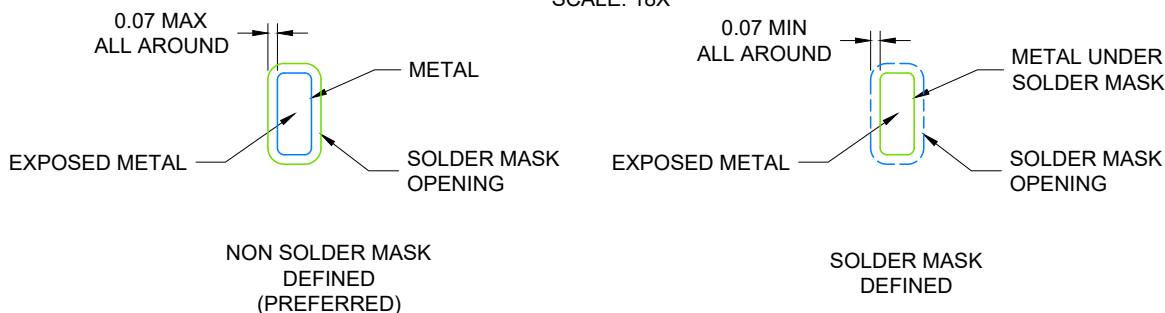 SCALE: 18X
0.07 MAX
ALL AROUND
METAL
EXPOSED METAL
SOLDER MASK
OPENING
NON SOLDER MASK
DEFINED
(PREFERRED)
0.07 MIN
ALL AROUND
METAL UNDER
SOLDER MASK
EXPOSED METAL
SOLDER MASK
OPENING
SOLDER MASK
DEFINED